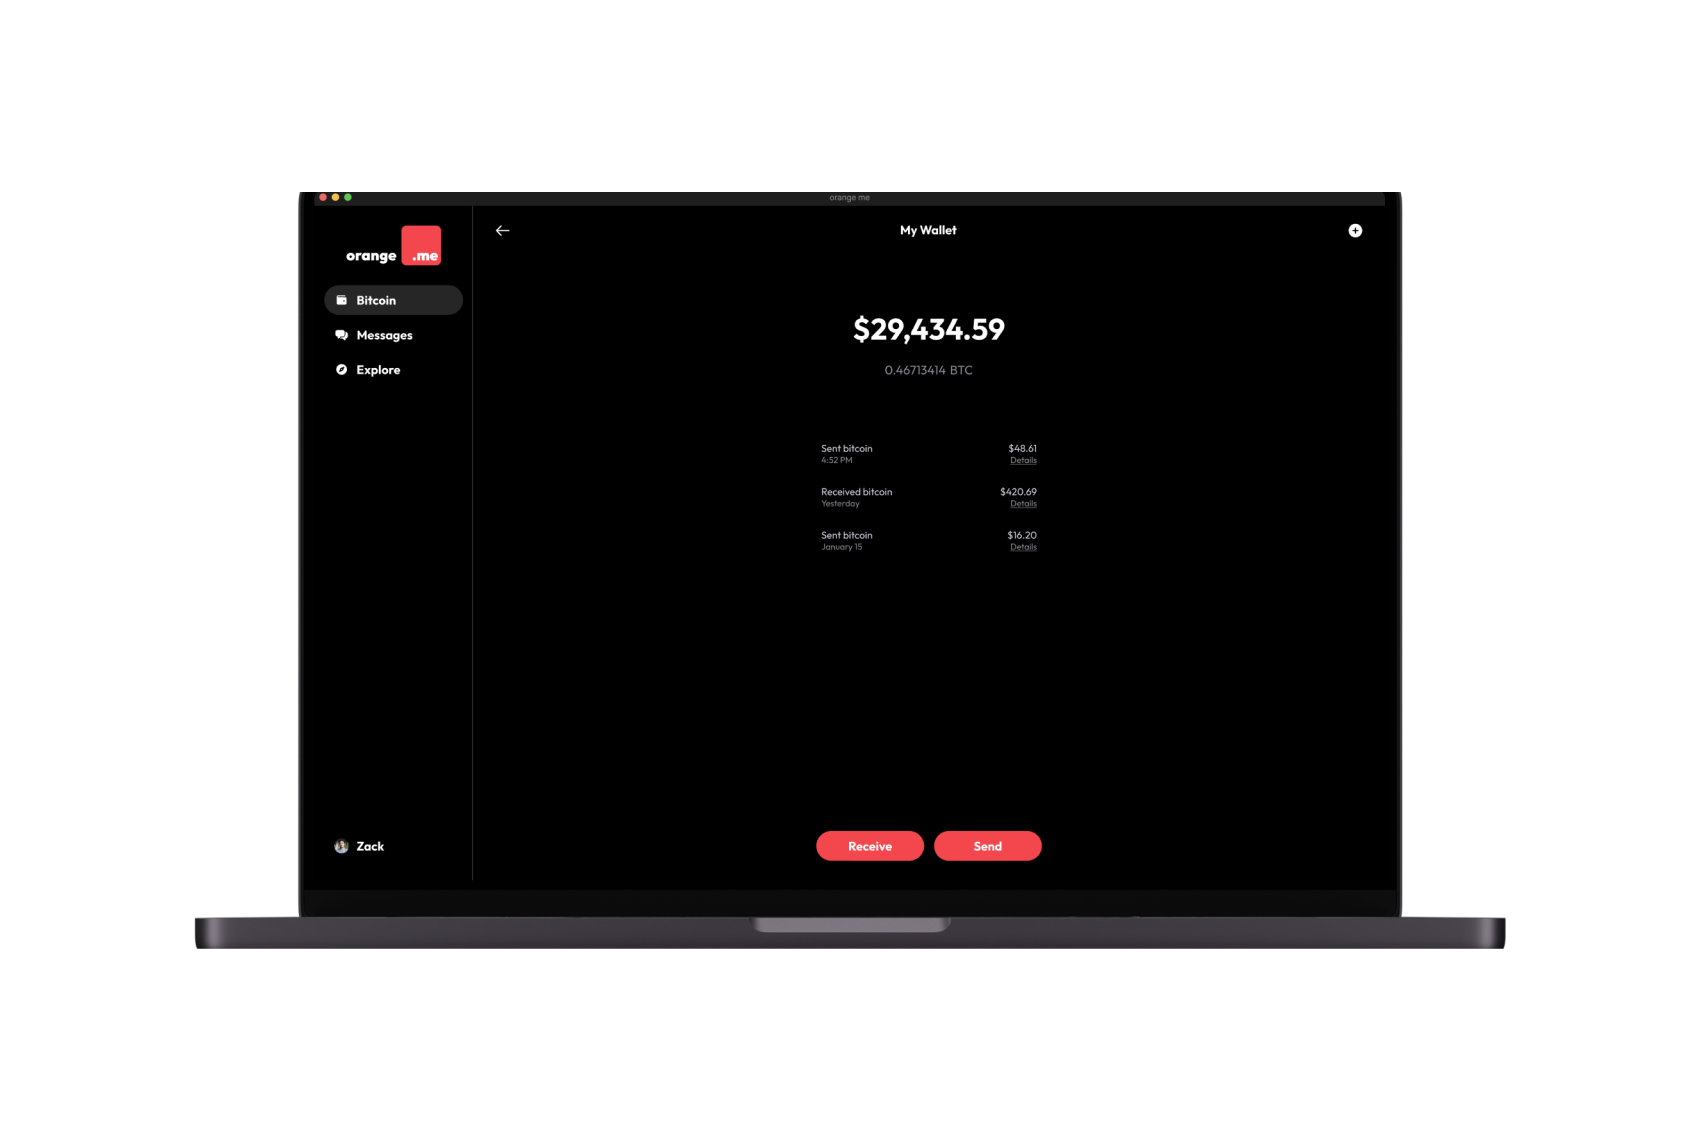 orange me
orange .me
My Wallet
Bitcoin
Messages
Explore
$29,434.59
0.46713414 BTC
Sent bitcoin $48.61
4:52 PM Details
Received bitcoin $420.69
Yesterday Details
Sent bitcoin $16.20
January 15 Details
Zack
Receive Send